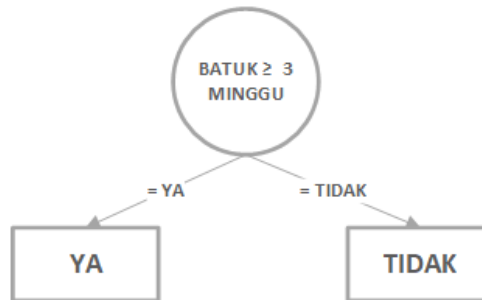 BATUK ≥ 3
MINGGU
= YA
= TIDAK
YA
TIDAK